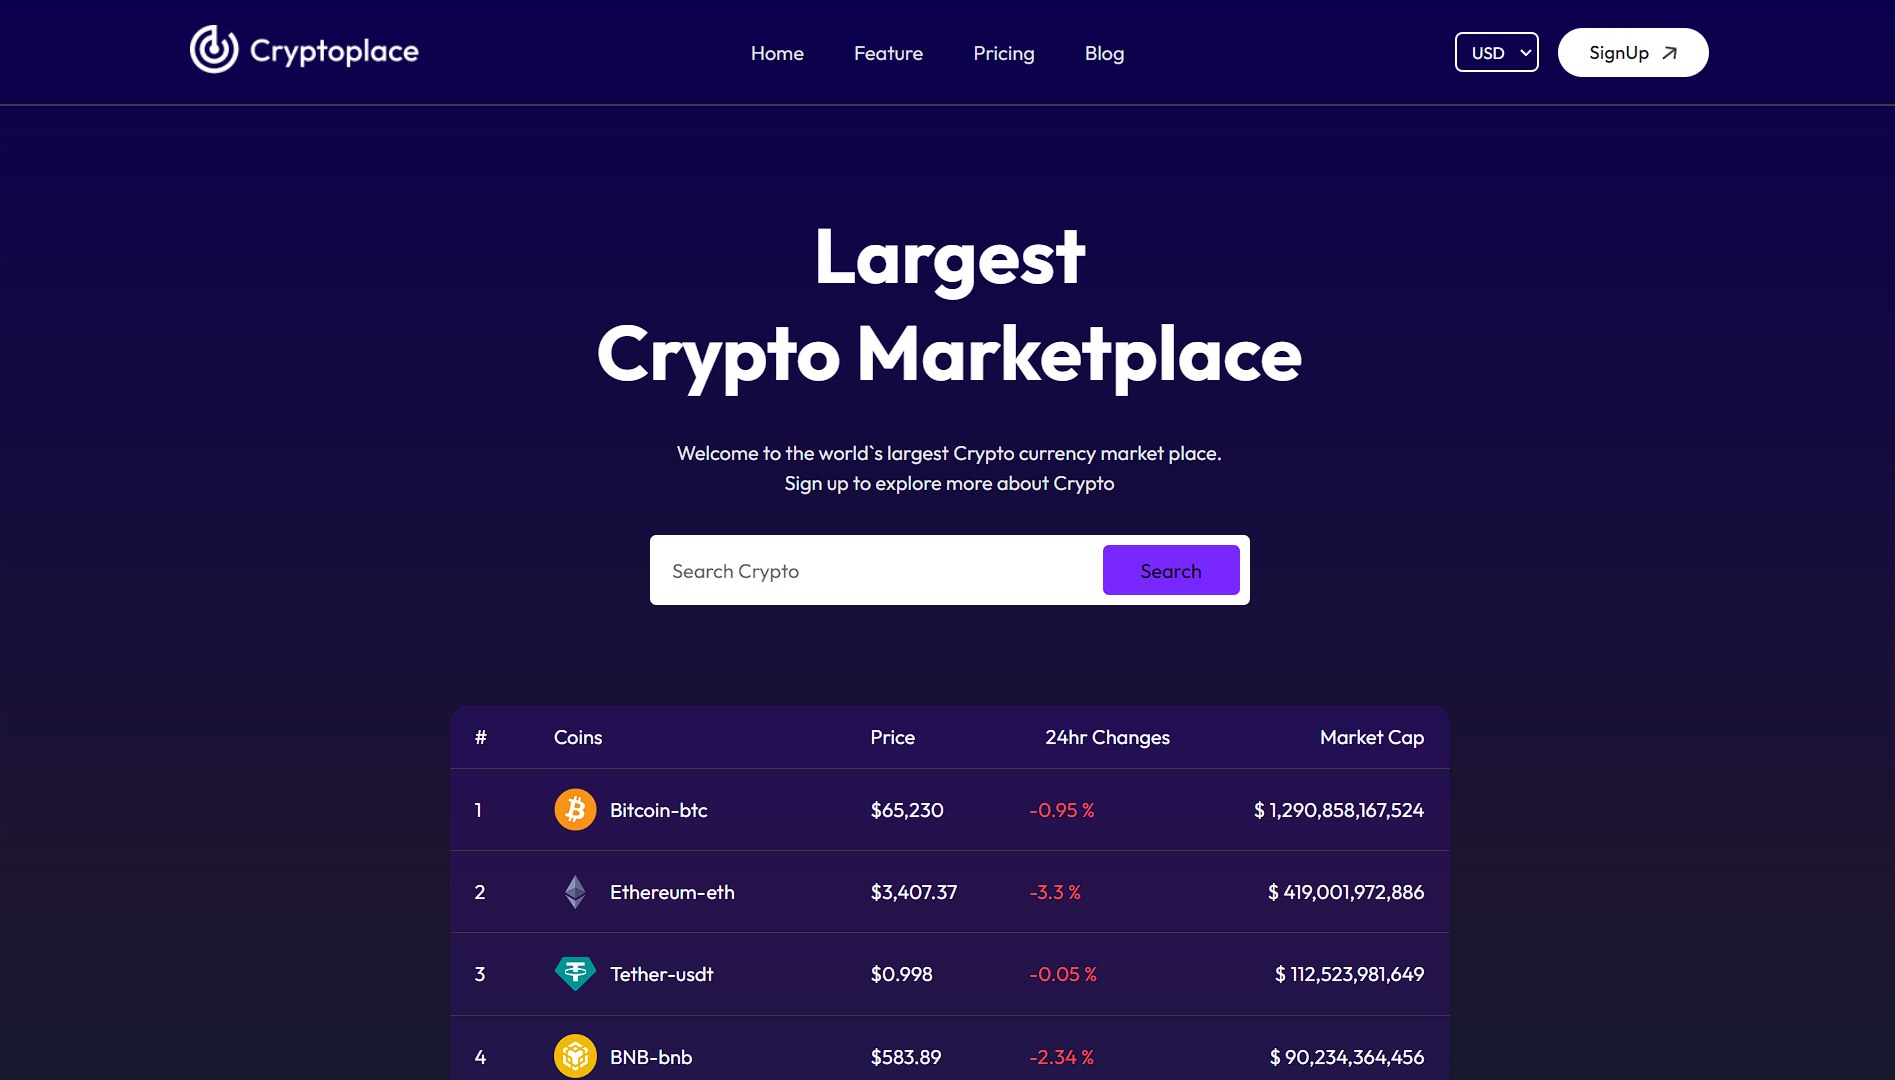 Cryptoplace
Home Feature Pricing Blog
USD
SignUp
Largest
Crypto Marketplace
Welcome to the world`s largest Crypto currency market place.
Sign up to explore more about Crypto
Search Crypto
Search
# Coins Price 24hr Changes Market Cap
1 Bitcoin-btc $65,230 -0.95 % $ 1,290,858,167,524
2 Ethereum-eth $3,407.37 -3.3 % $ 419,001,972,886
3 Tether-usdt $0.998 -0.05 % $ 112,523,981,649
4 BNB-bnb $583.89 -2.34 % $ 90,234,364,456